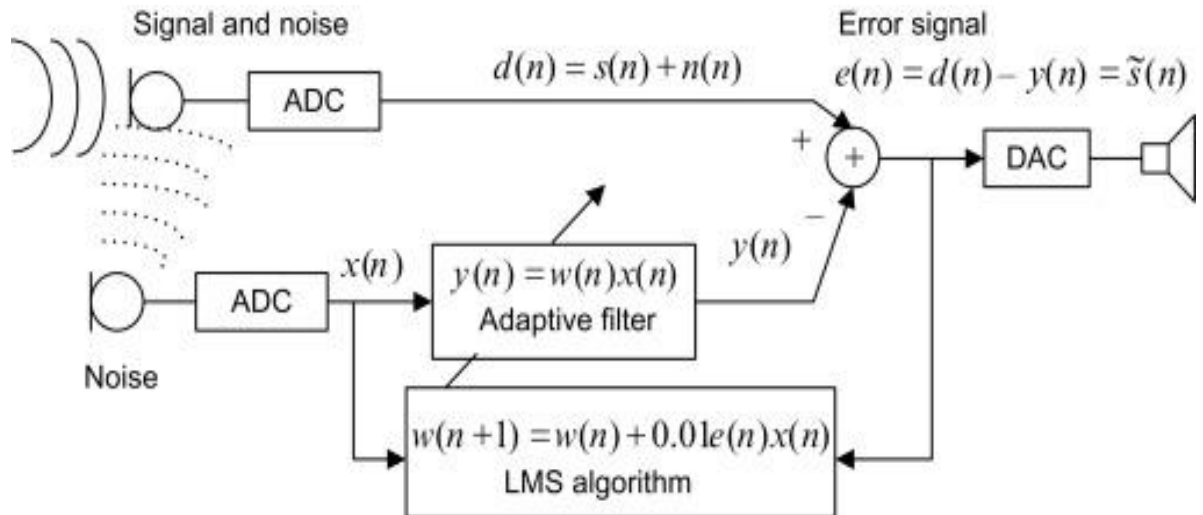 Signal and noise
Error signal
d(n) = s(n) + n(n)
e(n) = d(n) − y(n) = s̃(n)
ADC
+
+
DAC
−
x(n)
y(n) = w(n)x(n)
y(n)
ADC
Adaptive filter
Noise
w(n+1) = w(n) + 0.01e(n)x(n)
LMS algorithm